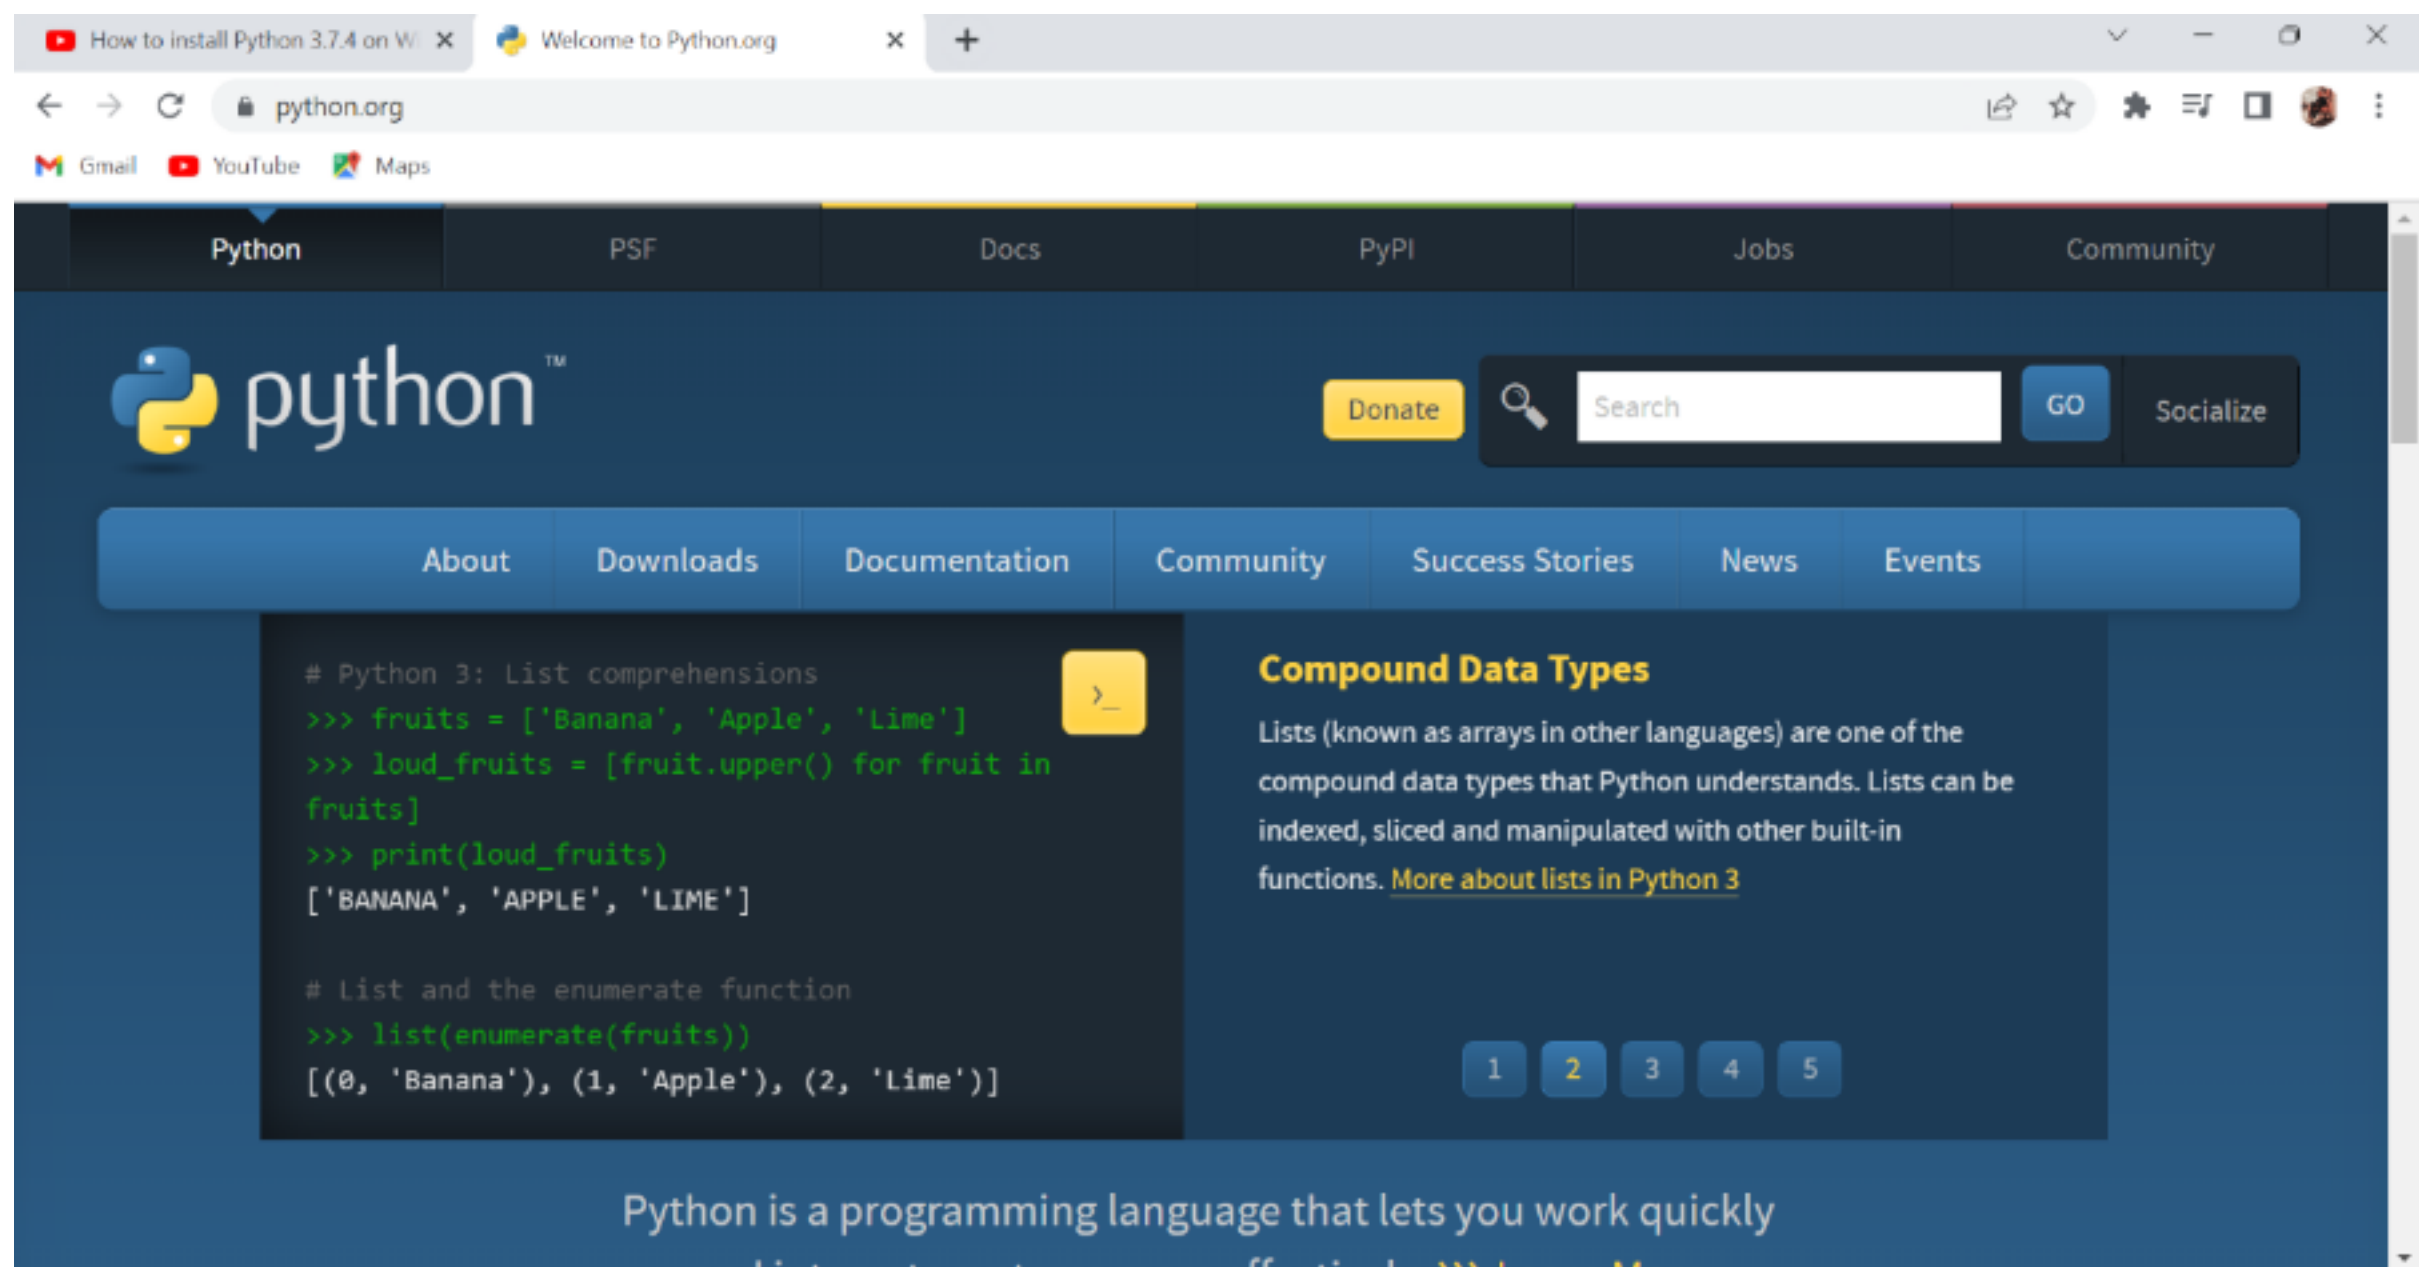 How to install Python 3.7.4 on Wi
Welcome to Python.org
python.org
Gmail YouTube Maps
Python PSF Docs PyPI Jobs Community
python™
Donate Search GO Socialize
About Downloads Documentation Community Success Stories News Events
# Python 3: List comprehensions
>>> fruits = ['Banana', 'Apple', 'Lime']
>>> loud_fruits = [fruit.upper() for fruit in
fruits]
>>> print(loud_fruits)
['BANANA', 'APPLE', 'LIME']
# List and the enumerate function
>>> list(enumerate(fruits))
[(0, 'Banana'), (1, 'Apple'), (2, 'Lime')]
>_
Compound Data Types
Lists (known as arrays in other languages) are one of the
compound data types that Python understands. Lists can be
indexed, sliced and manipulated with other built-in
functions. More about lists in Python 3
1 2 3 4 5
Python is a programming language that lets you work quickly